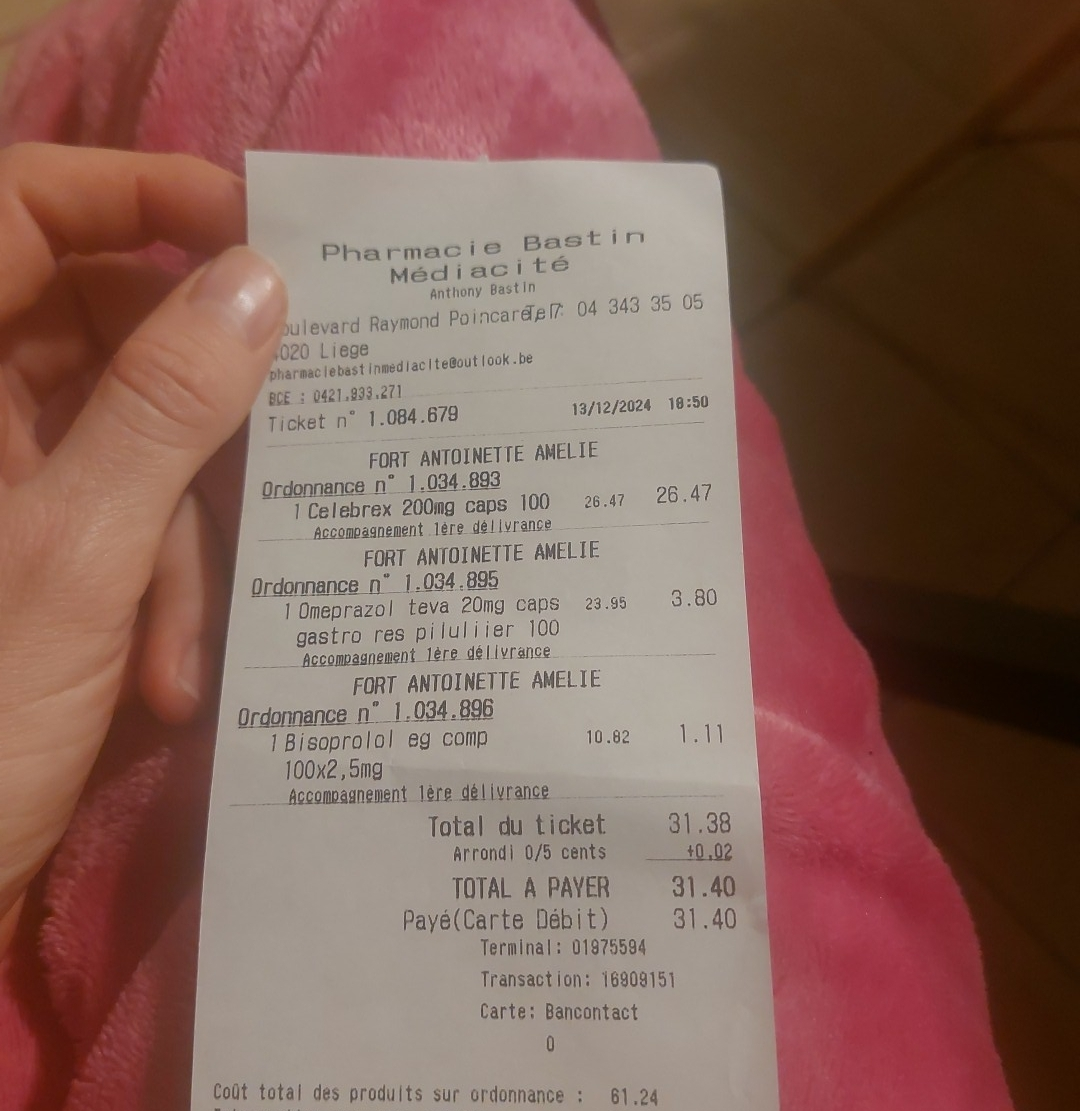 Pharmacie Bastin
Médiacité
Anthony Bastin
oulevard Raymond Poincaré 7 Tel: 04 343 35 05
4020 Liege
pharmaciebastinmediacite@outlook.be
BCE : 0421.933.271
Ticket n° 1.084.679 13/12/2024 18:50
FORT ANTOINETTE AMELIE
Ordonnance n° 1.034.893
1 Celebrex 200mg caps 100 26.47 26.47
Accompagnement 1ère délivrance
FORT ANTOINETTE AMELIE
Ordonnance n° 1.034.895
1 Omeprazol teva 20mg caps 23.95 3.80
gastro res piluliier 100
Accompagnement 1ère délivrance
FORT ANTOINETTE AMELIE
Ordonnance n° 1.034.896
1 Bisoprolol eg comp 10.82 1.11
100x2,5mg
Accompagnement 1ère délivrance
Total du ticket 31.38
Arrondi 0/5 cents +0.02
TOTAL A PAYER 31.40
Payé(Carte Débit) 31.40
Terminal: 01975594
Transaction: 16909151
Carte: Bancontact
0
Coût total des produits sur ordonnance : 61.24